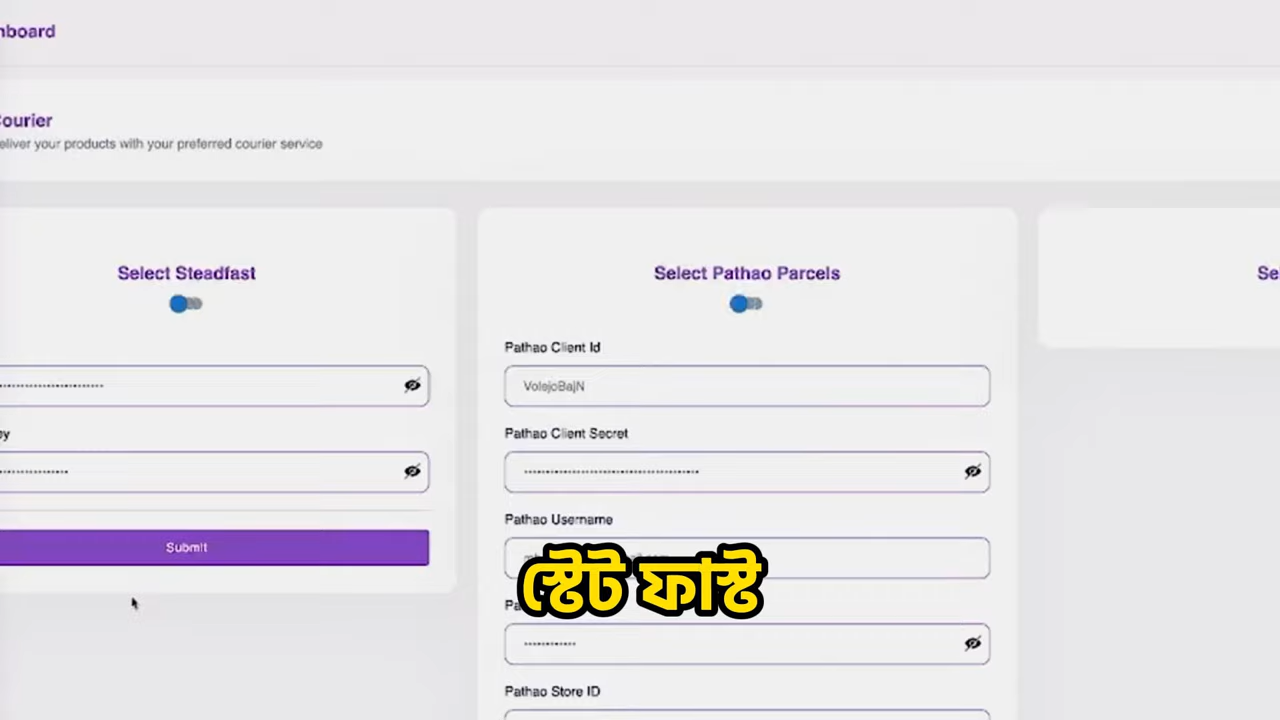 nboard
Courier
eliver your products with your preferred courier service
Select Steadfast
ey
Submit
Select Pathao Parcels
Pathao Client Id
VolejoBajN
Pathao Client Secret
Pathao Username
Pathao Store ID
Se
স্টেট ফাস্ট